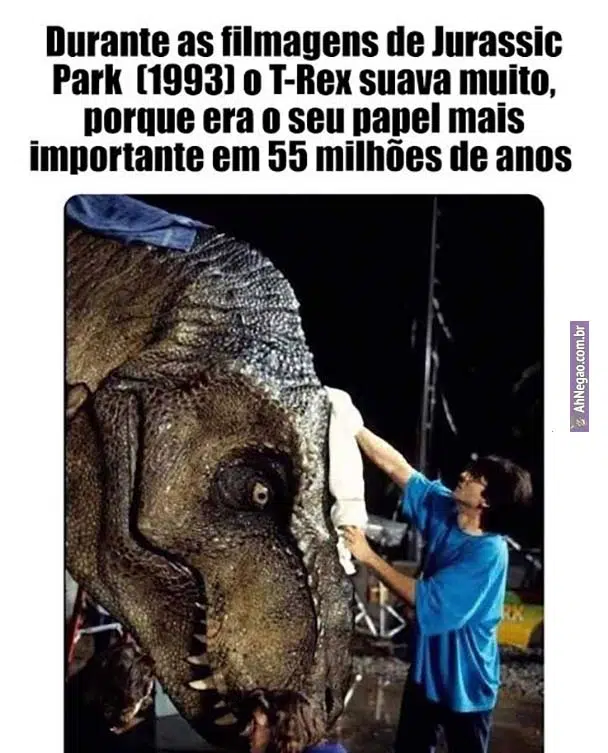 Durante as filmagens de Jurassic
Park (1993) o T-Rex suava muito,
porque era o seu papel mais
importante em 55 milhões de anos
AhNegao.com.br